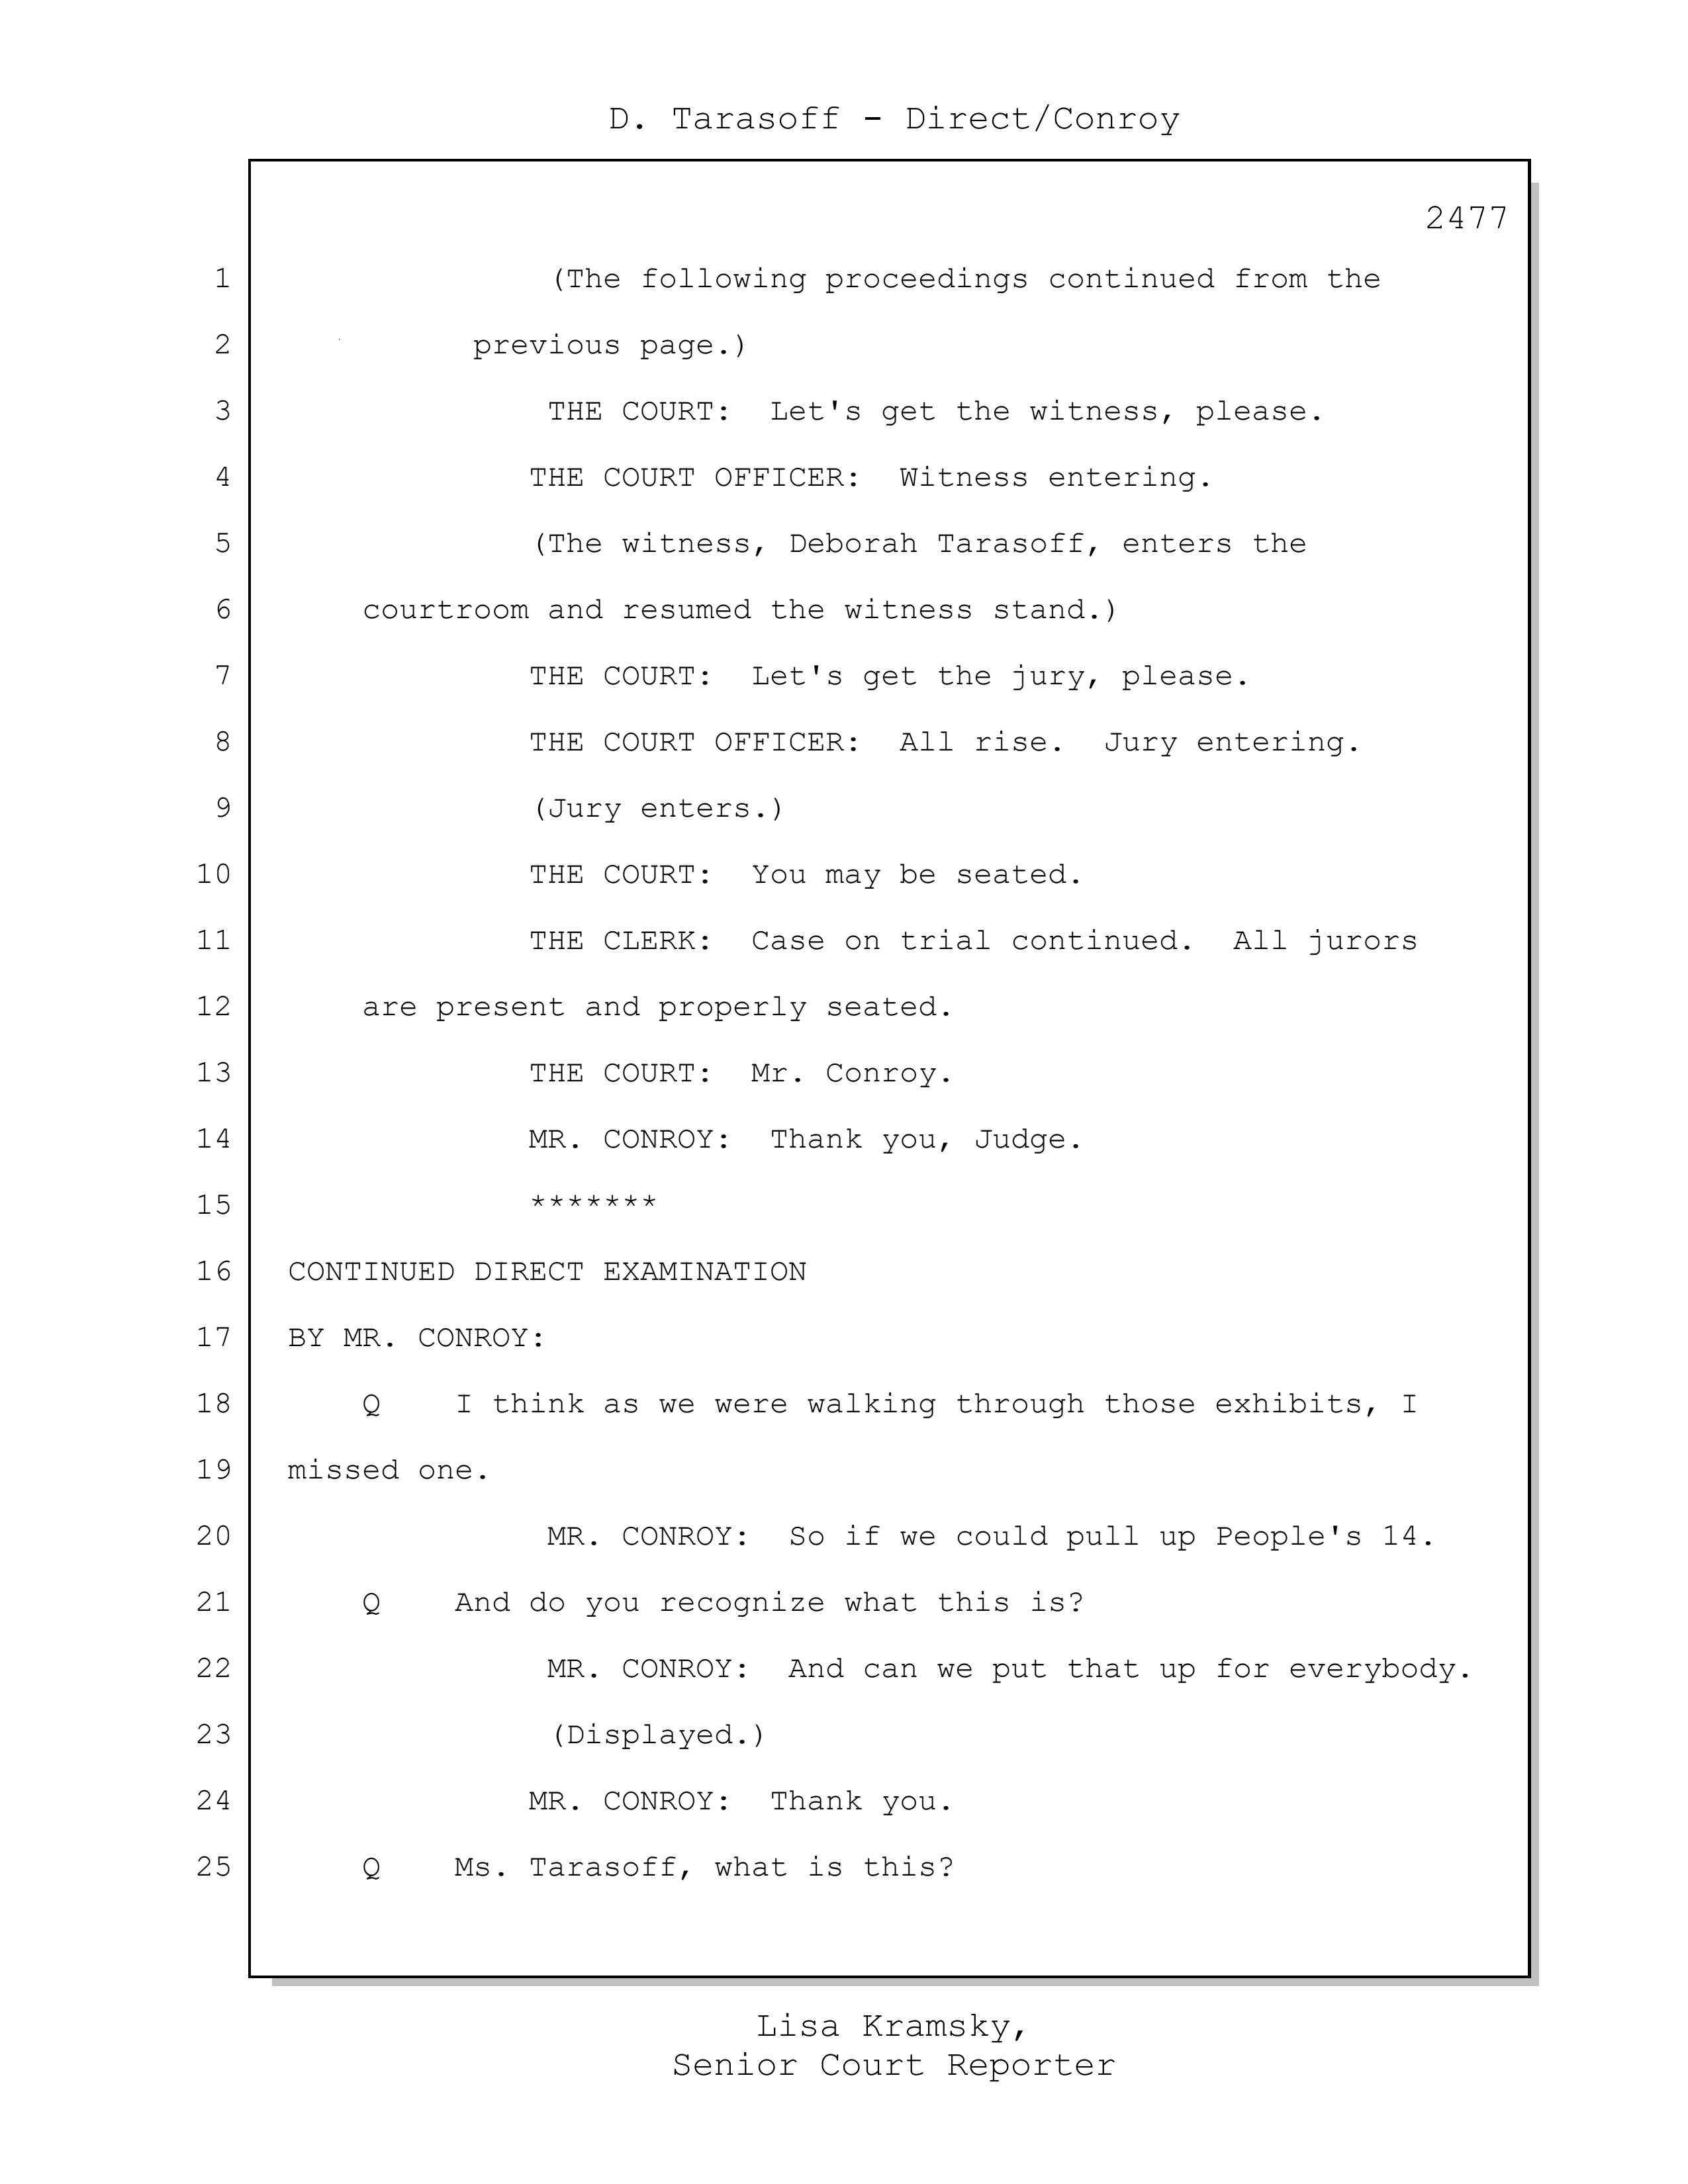 D. Tarasoff - Direct/Conroy
2477
1 (The following proceedings continued from the
2 previous page.)
3 THE COURT: Let's get the witness, please.
4 THE COURT OFFICER: Witness entering.
5 (The witness, Deborah Tarasoff, enters the
6 courtroom and resumed the witness stand.)
7 THE COURT: Let's get the jury, please.
8 THE COURT OFFICER: All rise. Jury entering.
9 (Jury enters.)
10 THE COURT: You may be seated.
11 THE CLERK: Case on trial continued. All jurors
12 are present and properly seated.
13 THE COURT: Mr. Conroy.
14 MR. CONROY: Thank you, Judge.
15 *******
16 CONTINUED DIRECT EXAMINATION
17 BY MR. CONROY:
18 Q I think as we were walking through those exhibits, I
19 missed one.
20 MR. CONROY: So if we could pull up People's 14.
21 Q And do you recognize what this is?
22 MR. CONROY: And can we put that up for everybody.
23 (Displayed.)
24 MR. CONROY: Thank you.
25 Q Ms. Tarasoff, what is this?
Lisa Kramsky,
Senior Court Reporter